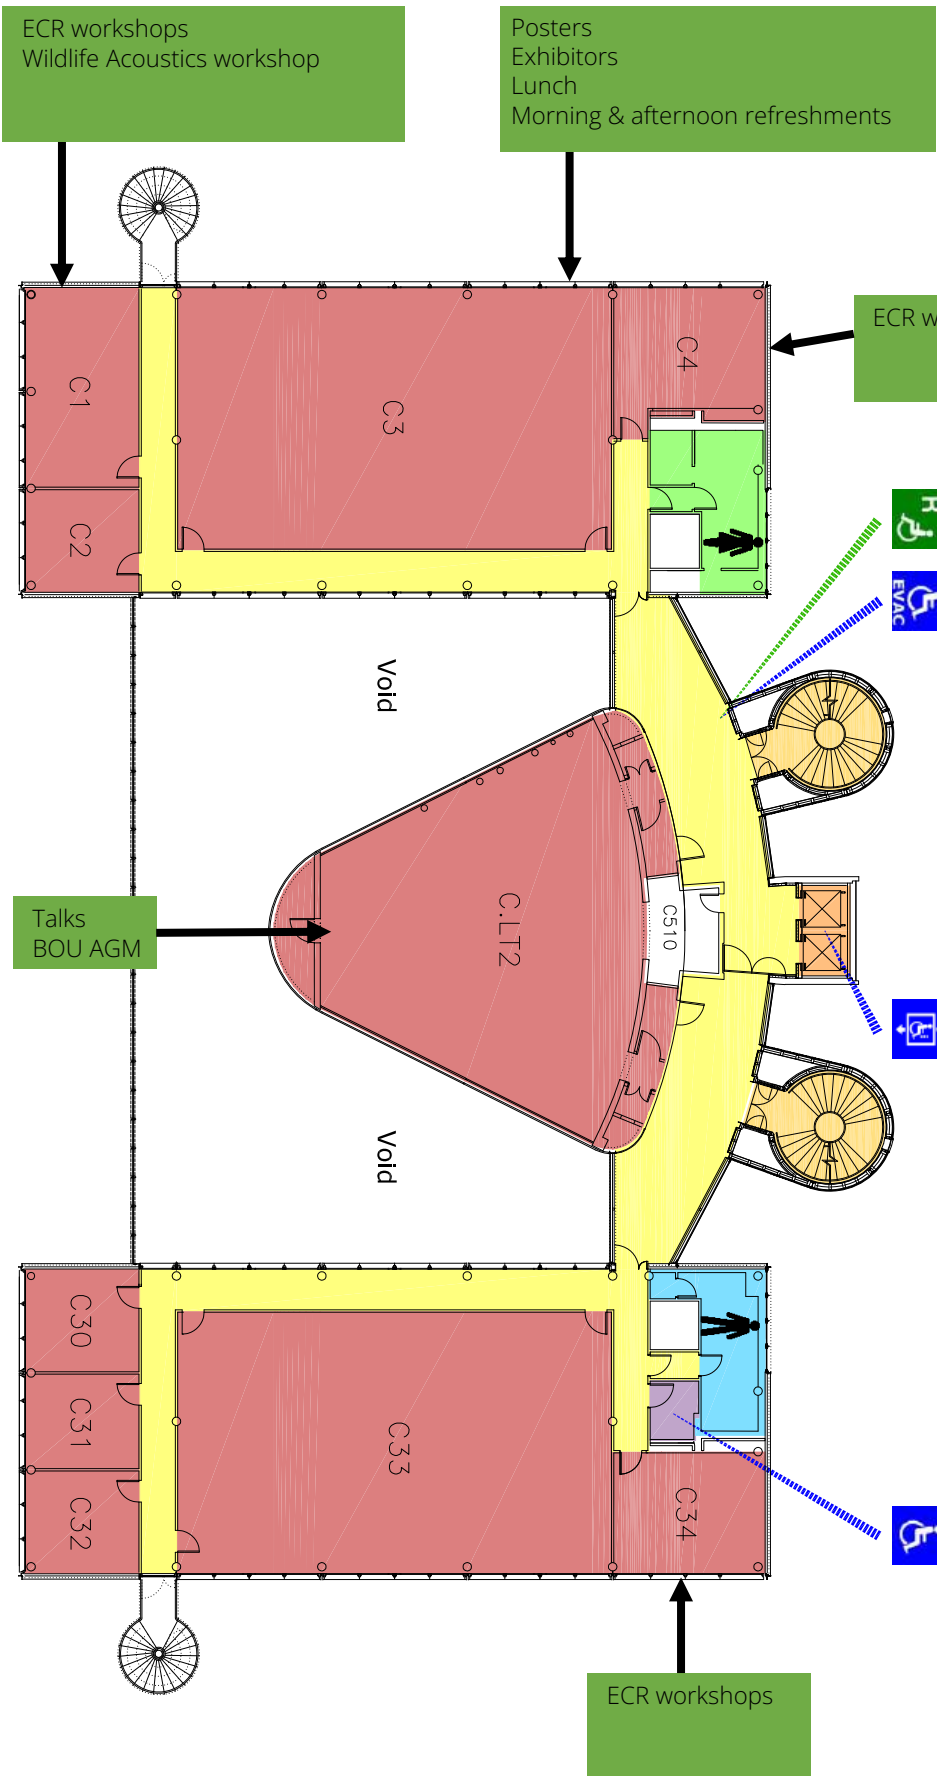 ECR workshops
Wildlife Acoustics workshop
Posters
Exhibitors
Lunch
Morning & afternoon refreshments
ECR w
C1
C2
C3
C4
R
EVAC
Void
Talks
BOU AGM
C.LT2
C510
Void
C30
C31
C32
C33
C34
ECR workshops